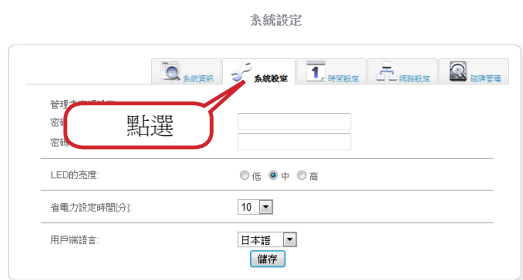 系統設定
系統資訊 系統設定 時間設定 網路設定 磁碟管理
點選
LED的亮度: 低 中 高
省電力設定時間[分]: 10
用戶端語言: 日本語
儲存